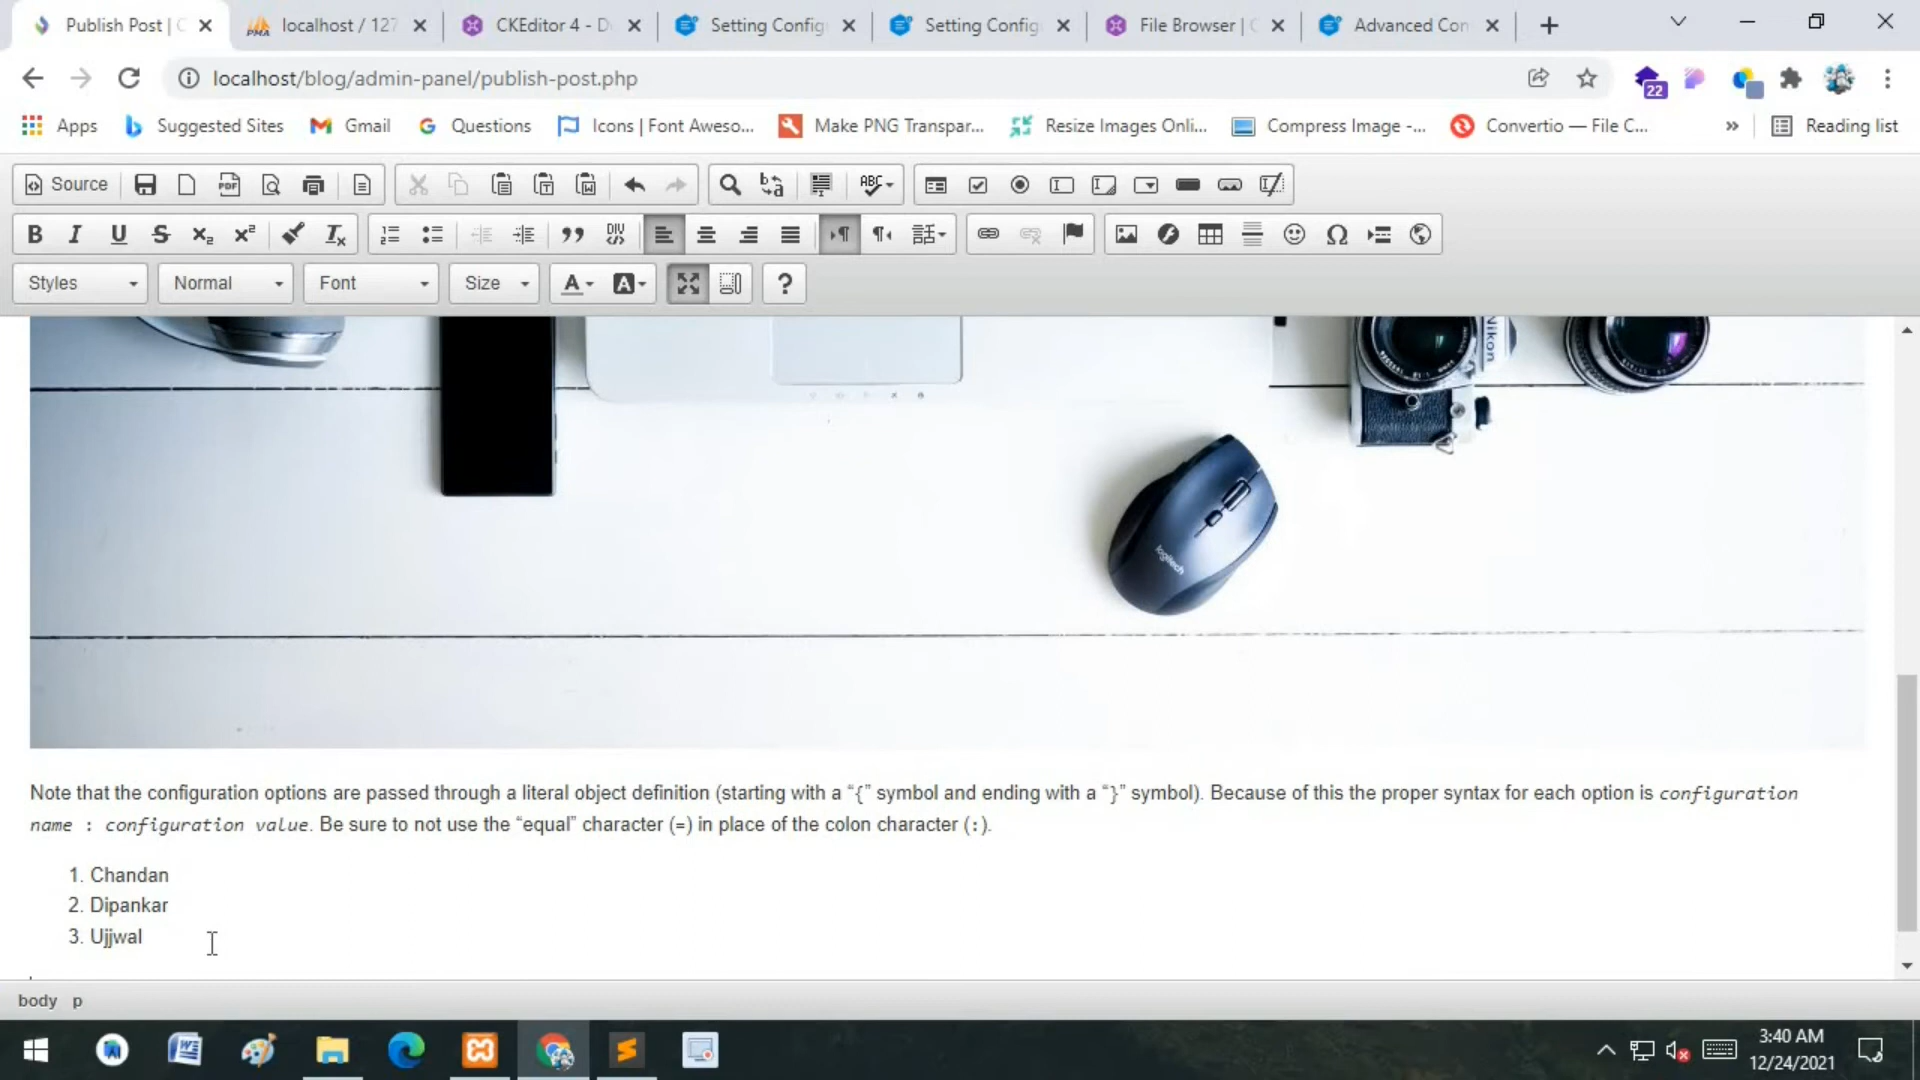 Publish Post | C
localhost / 127
CKEditor 4 - D
Setting Config
Setting Config
File Browser | C
Advanced Con
localhost/blog/admin-panel/publish-post.php
22
Apps
Suggested Sites
Gmail
Questions
Icons | Font Aweso...
Make PNG Transpar...
Resize Images Onli...
Compress Image -...
Convertio — File C...
Reading list
Source
Styles
Normal
Font
Size
Nikon
logitech
Note that the configuration options are passed through a literal object definition (starting with a “{” symbol and ending with a “}” symbol). Because of this the proper syntax for each option is configuration
name : configuration value. Be sure to not use the “equal” character (=) in place of the colon character (:).
1. Chandan
2. Dipankar
3. Ujjwal
body p
3:40 AM
12/24/2021